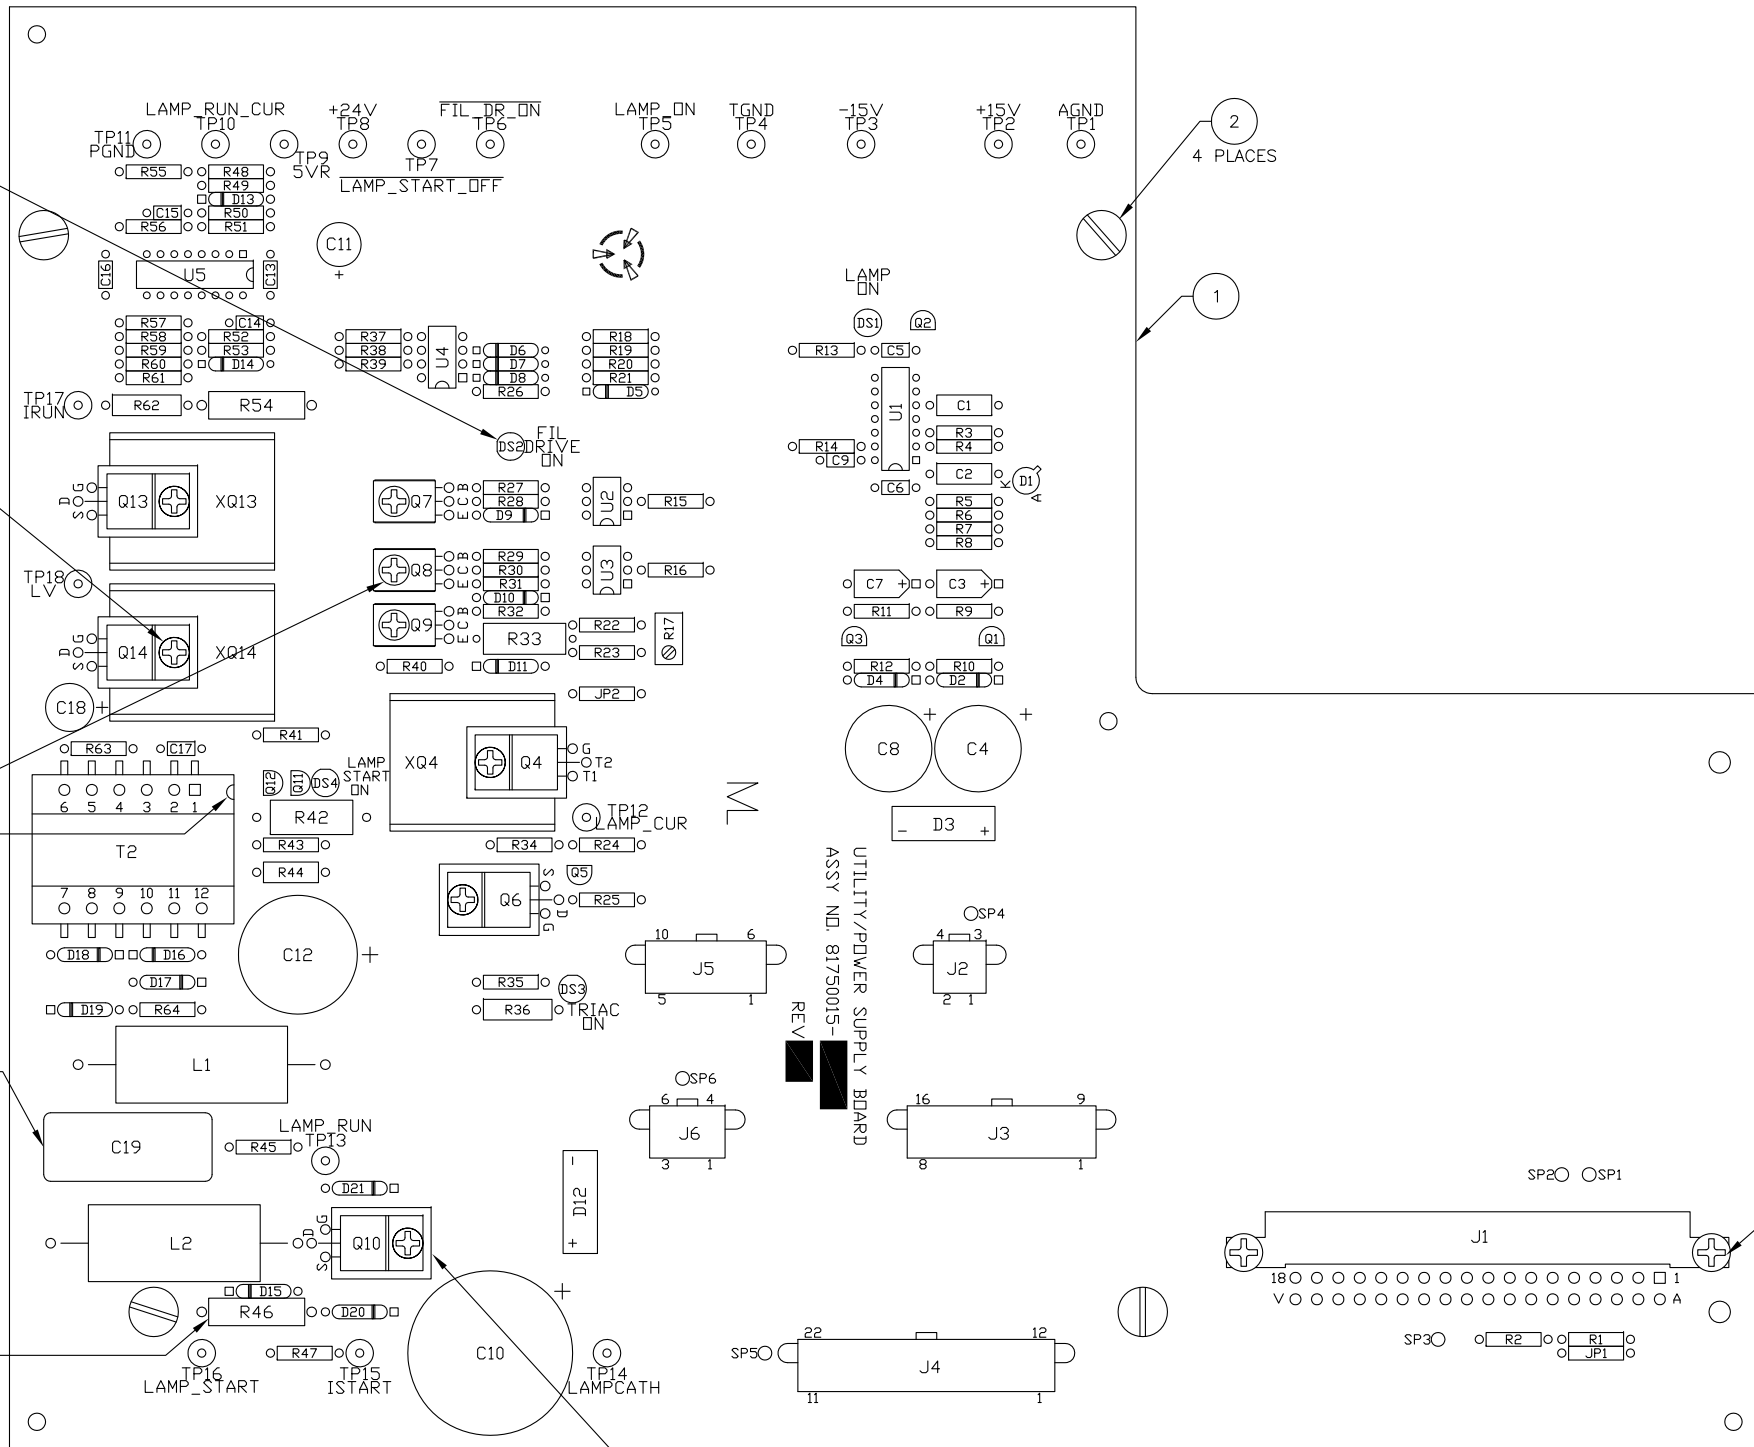 LAMP_RUN_CUR +24V FIL_DR_ON LAMP_ON TGND -15V +15V AGND
TP11 TP10 TP8 TP6 TP5 TP4 TP3 TP2 TP1
PGND TP9 TP7
5VR LAMP_START_OFF
2
4 PLACES
R55 R48
R49
D13
C15 R50
R56 R51
C11
+
C16 U5 C13
LAMP
ON
1
DS1 Q2
R57 C14
R58 R52
R59 R53
R60 D14
R61
R37
R38
R39
U4
D6
D7
D8
R26
R18
R19
R20
R21
D5
R13 C5
U1
TP17
IRUN
R62 R54
C1
R3
R4
R14
C9
C2
C6
K D1 A
DS2
FIL
DRIVE
ON
R5
R6
R7
R8
G
D
S
Q13 XQ13
Q7
B
C
E
R27
R28
D9
U2 R15
Q8
B
C
E
R29
R30
R31
D10
R32
U3 R16
TP18
LV
C7 + C3 +
R11 R9
Q3 Q1
R12 R10
D4 D2
G
D
S
Q14 XQ14
Q9
B
C
E
R33
R22
R23
R17
R40 D11
JP2
C18 +
R41
R63 C17
C8 + C4 +
XQ4 Q4
G
T2
T1
Q12 Q11 DS4
LAMP
START
ON
6 5 4 3 2 1
T2
7 8 9 10 11 12
R42
R43
R44
ML
- D3 +
TP12
LAMP_CUR
R34 R24
Q5
Q6
S
D
G
R25
UTILITY/POWER SUPPLY BOARD
ASSY NO. 81750015-
REV
SP4
D18 D16
D17
D19 R64
C12 +
R35 DS3
R36 TRIAC
ON
10 6
J5
5 1
4 3
J2
2 1
L1
SP6
6 4
J6
3 1
16 9
J3
8 1
C19
R45
LAMP_RUN
TP13
D21
-
D12
+
SP2 SP1
L2
G
D
S
Q10
J1
18 1
V A
D15
R46 D20
C10 +
R47
TP16
LAMP_START
TP15
ISTART
TP14
LAMPCATH
SP5
22 12
J4
11 1
SP3 R2 R1
JP1